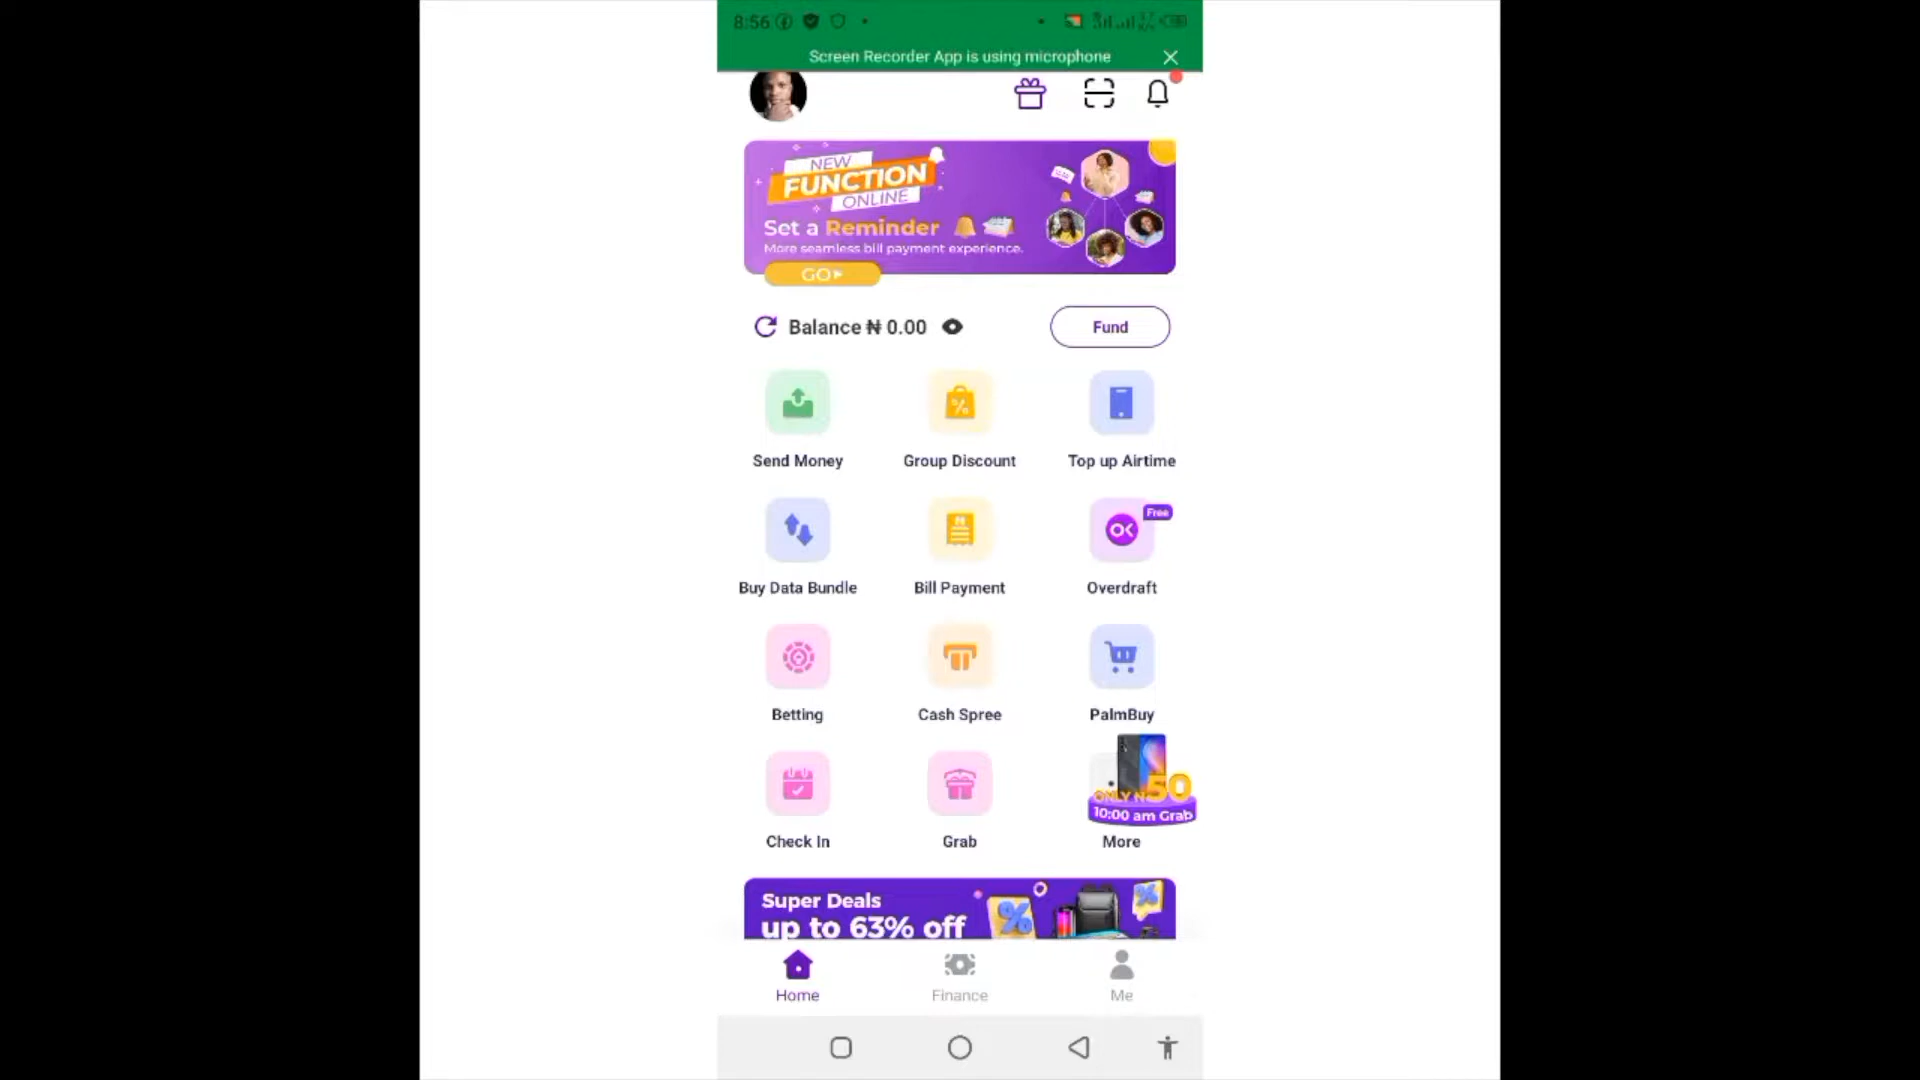 8:56
Screen Recorder App is using microphone
NEW
FUNCTION
ONLINE
Set a Reminder
More seamless bill payment experience.
GO
Balance ₦ 0.00
Fund
Send Money
Group Discount
Top up Airtime
Free
Buy Data Bundle
Bill Payment
Overdraft
Betting
Cash Spree
PalmBuy
ONLY ₦50
10:00 am Grab
Check In
Grab
More
Super Deals
up to 63% off
Home
Finance
Me